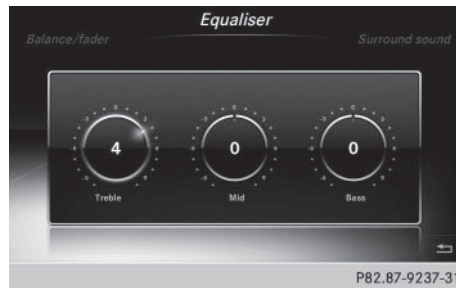 Equaliser
Balance/fader
Surround sound
4
0
0
Treble
Mid
Bass
P82.87-9237-31